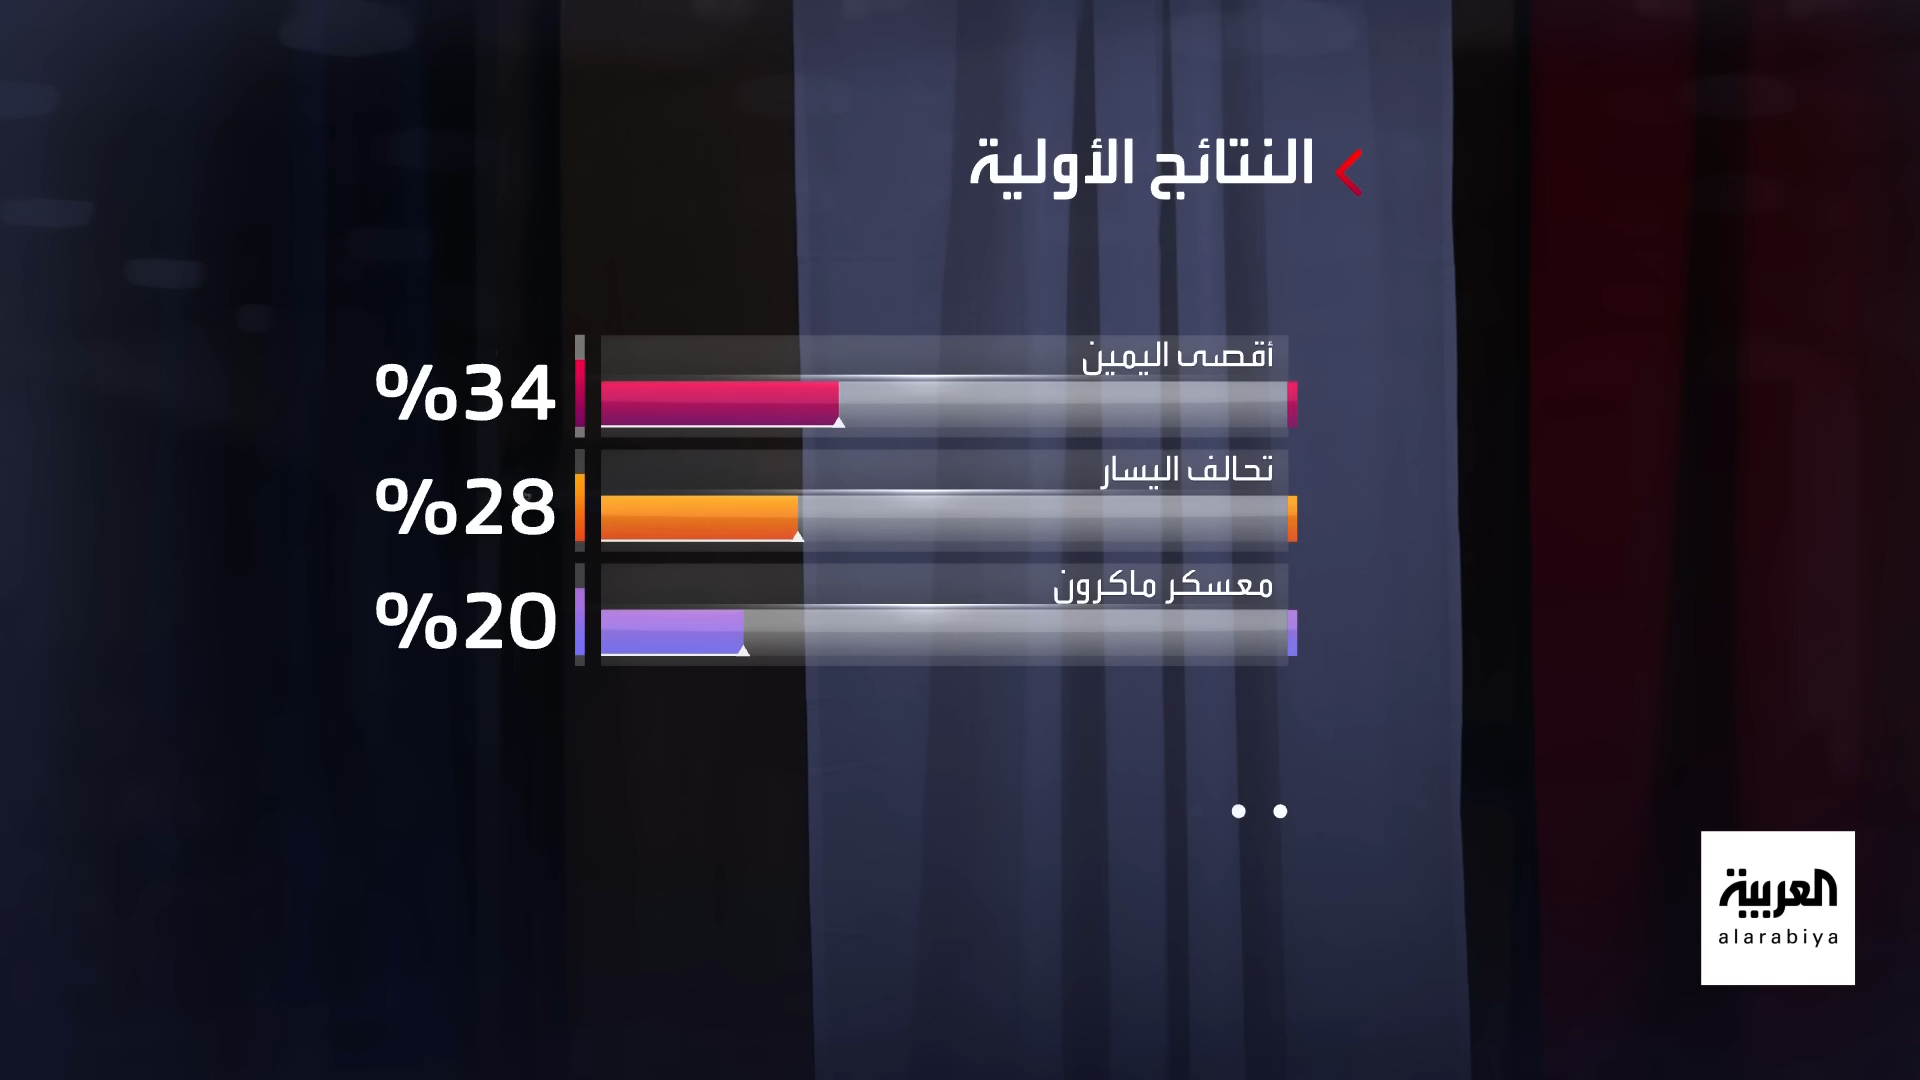 النتائج الأولية
أقصى اليمين
%34
تحالف اليسار
%28
معسكر ماكرون
%20
العربية
alarabiya